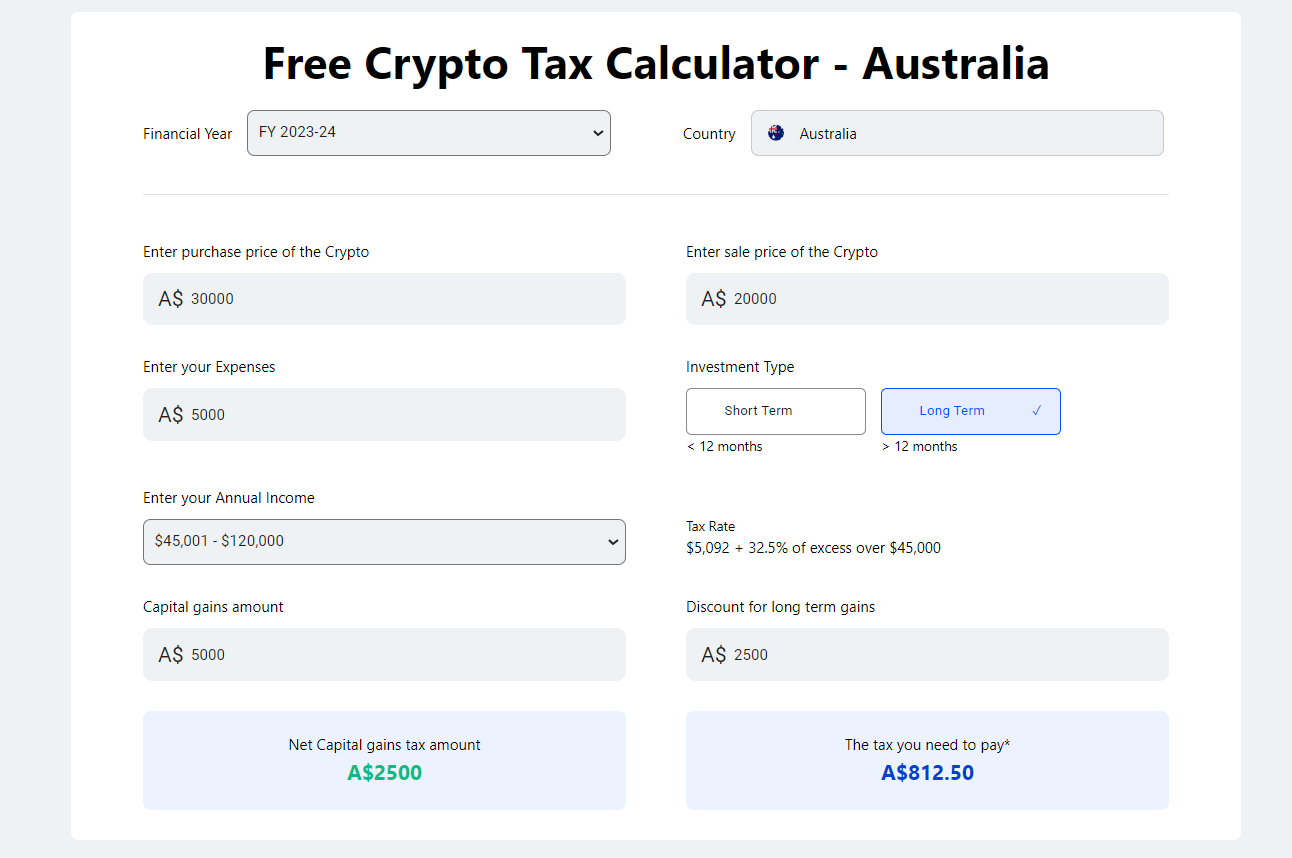 Free Crypto Tax Calculator - Australia
Financial Year
FY 2023-24
Country
Australia
Enter purchase price of the Crypto
A$ 30000
Enter sale price of the Crypto
A$ 20000
Enter your Expenses
A$ 5000
Investment Type
Short Term
< 12 months
Long Term ✓
> 12 months
Enter your Annual Income
$45,001 - $120,000
Tax Rate
$5,092 + 32.5% of excess over $45,000
Capital gains amount
A$ 5000
Discount for long term gains
A$ 2500
Net Capital gains tax amount
A$2500
The tax you need to pay*
A$812.50